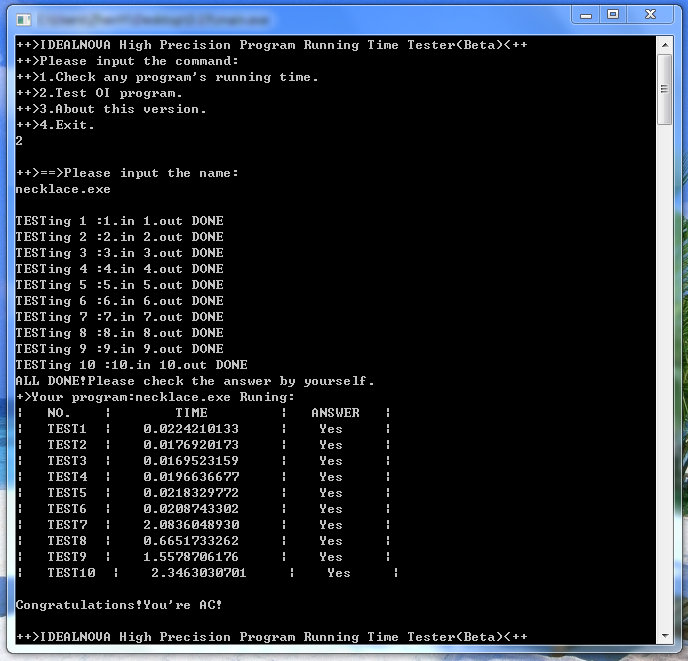 ++>IDEALNOVA High Precision Program Running Time Tester(Beta)<++
++>Please input the command:
++>1.Check any program's running time.
++>2.Test OI program.
++>3.About this version.
++>4.Exit.
2
++>==>Please input the name:
necklace.exe
TESTing 1 :1.in 1.out DONE
TESTing 2 :2.in 2.out DONE
TESTing 3 :3.in 3.out DONE
TESTing 4 :4.in 4.out DONE
TESTing 5 :5.in 5.out DONE
TESTing 6 :6.in 6.out DONE
TESTing 7 :7.in 7.out DONE
TESTing 8 :8.in 8.out DONE
TESTing 9 :9.in 9.out DONE
TESTing 10 :10.in 10.out DONE
ALL DONE!Please check the answer by yourself.
+>Your program:necklace.exe Runing:
¦ NO. ¦ TIME ¦ ANSWER ¦
¦ TEST1 ¦ 0.0224210133 ¦ Yes ¦
¦ TEST2 ¦ 0.0176920173 ¦ Yes ¦
¦ TEST3 ¦ 0.0169523159 ¦ Yes ¦
¦ TEST4 ¦ 0.0196636677 ¦ Yes ¦
¦ TEST5 ¦ 0.0218329772 ¦ Yes ¦
¦ TEST6 ¦ 0.0208743302 ¦ Yes ¦
¦ TEST7 ¦ 2.0836048930 ¦ Yes ¦
¦ TEST8 ¦ 0.6651733262 ¦ Yes ¦
¦ TEST9 ¦ 1.5578706176 ¦ Yes ¦
¦ TEST10 ¦ 2.3463030701 ¦ Yes ¦
Congratulations!You're AC!
++>IDEALNOVA High Precision Program Running Time Tester(Beta)<++